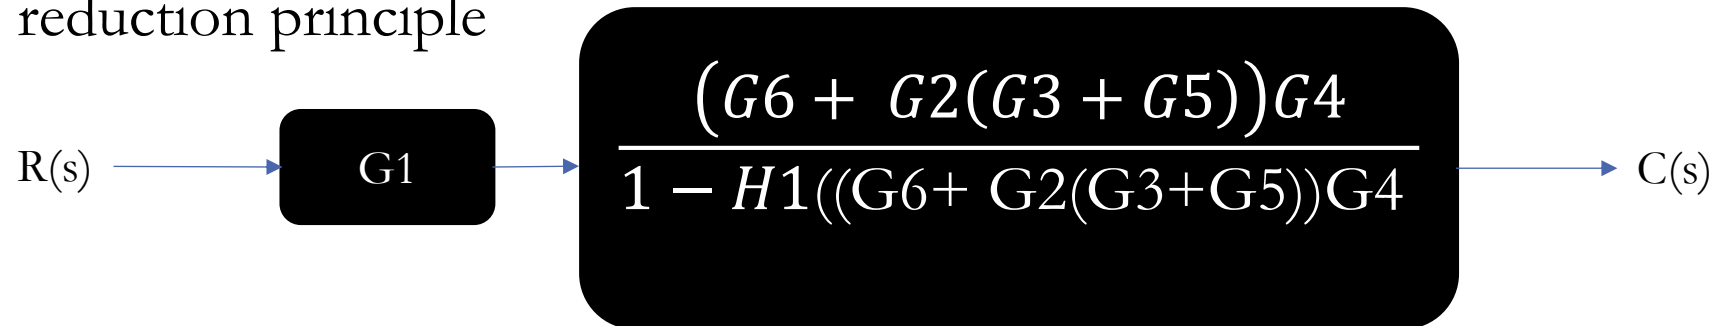 reduction principle
R(s)
G1
(G6 + G2(G3 + G5))G4
1 − H1((G6+ G2(G3+G5))G4
C(s)